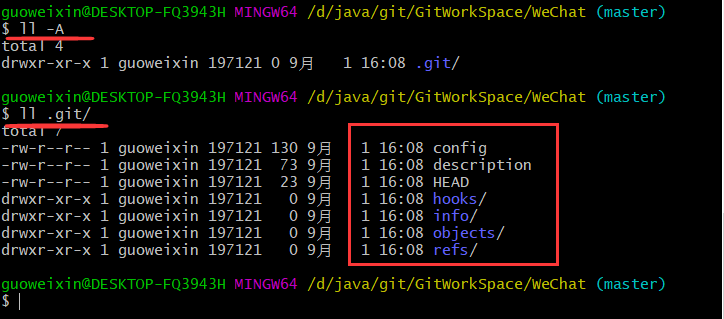 guoweixin@DESKTOP-FQ3943H MINGW64 /d/java/git/GitWorkSpace/WeChat (master)
$ ll -A
total 4
drwxr-xr-x 1 guoweixin 197121 0 9月 1 16:08 .git/
guoweixin@DESKTOP-FQ3943H MINGW64 /d/java/git/GitWorkSpace/WeChat (master)
$ ll .git/
total 7
-rw-r--r-- 1 guoweixin 197121 130 9月 1 16:08 config
-rw-r--r-- 1 guoweixin 197121 73 9月 1 16:08 description
-rw-r--r-- 1 guoweixin 197121 23 9月 1 16:08 HEAD
drwxr-xr-x 1 guoweixin 197121 0 9月 1 16:08 hooks/
drwxr-xr-x 1 guoweixin 197121 0 9月 1 16:08 info/
drwxr-xr-x 1 guoweixin 197121 0 9月 1 16:08 objects/
drwxr-xr-x 1 guoweixin 197121 0 9月 1 16:08 refs/
guoweixin@DESKTOP-FQ3943H MINGW64 /d/java/git/GitWorkSpace/WeChat (master)
$